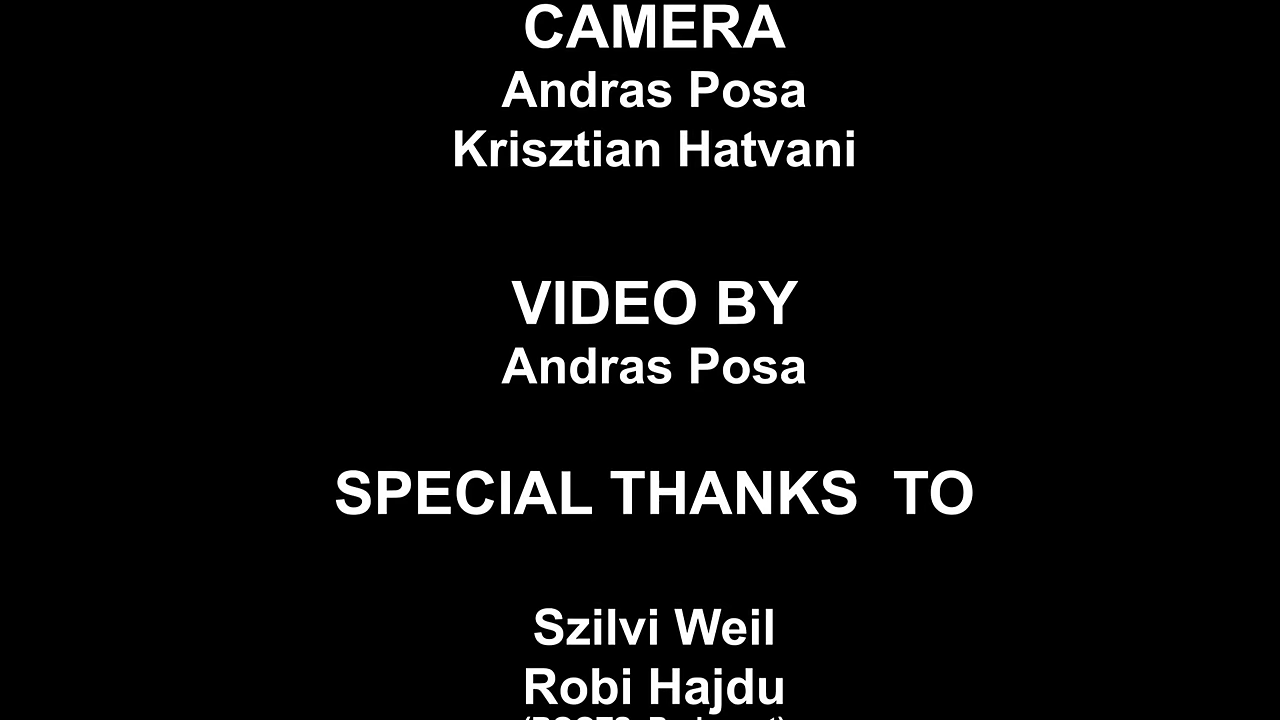 CAMERA
Andras Posa
Krisztian Hatvani
VIDEO BY
Andras Posa
SPECIAL THANKS  TO
Szilvi Weil
Robi Hajdu